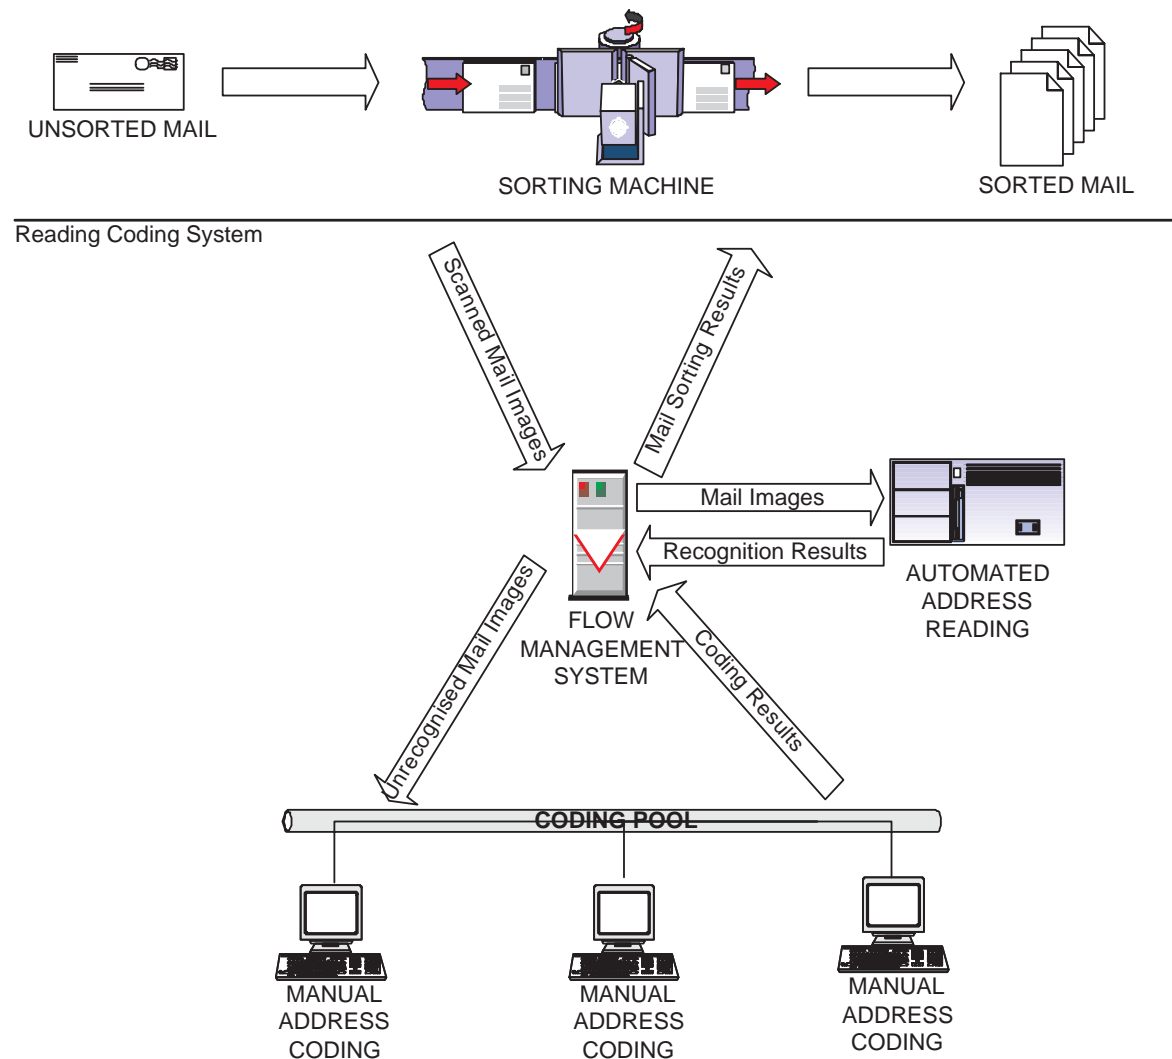 UNSORTED MAIL
SORTING MACHINE
SORTED MAIL
Reading Coding System
Scanned Mail Images
Mail Sorting Results
Mail Images
Recognition Results
AUTOMATED
ADDRESS
READING
FLOW
MANAGEMENT
SYSTEM
Unrecognised Mail Images
Coding Results
CODING POOL
MANUAL
ADDRESS
CODING
MANUAL
ADDRESS
CODING
MANUAL
ADDRESS
CODING